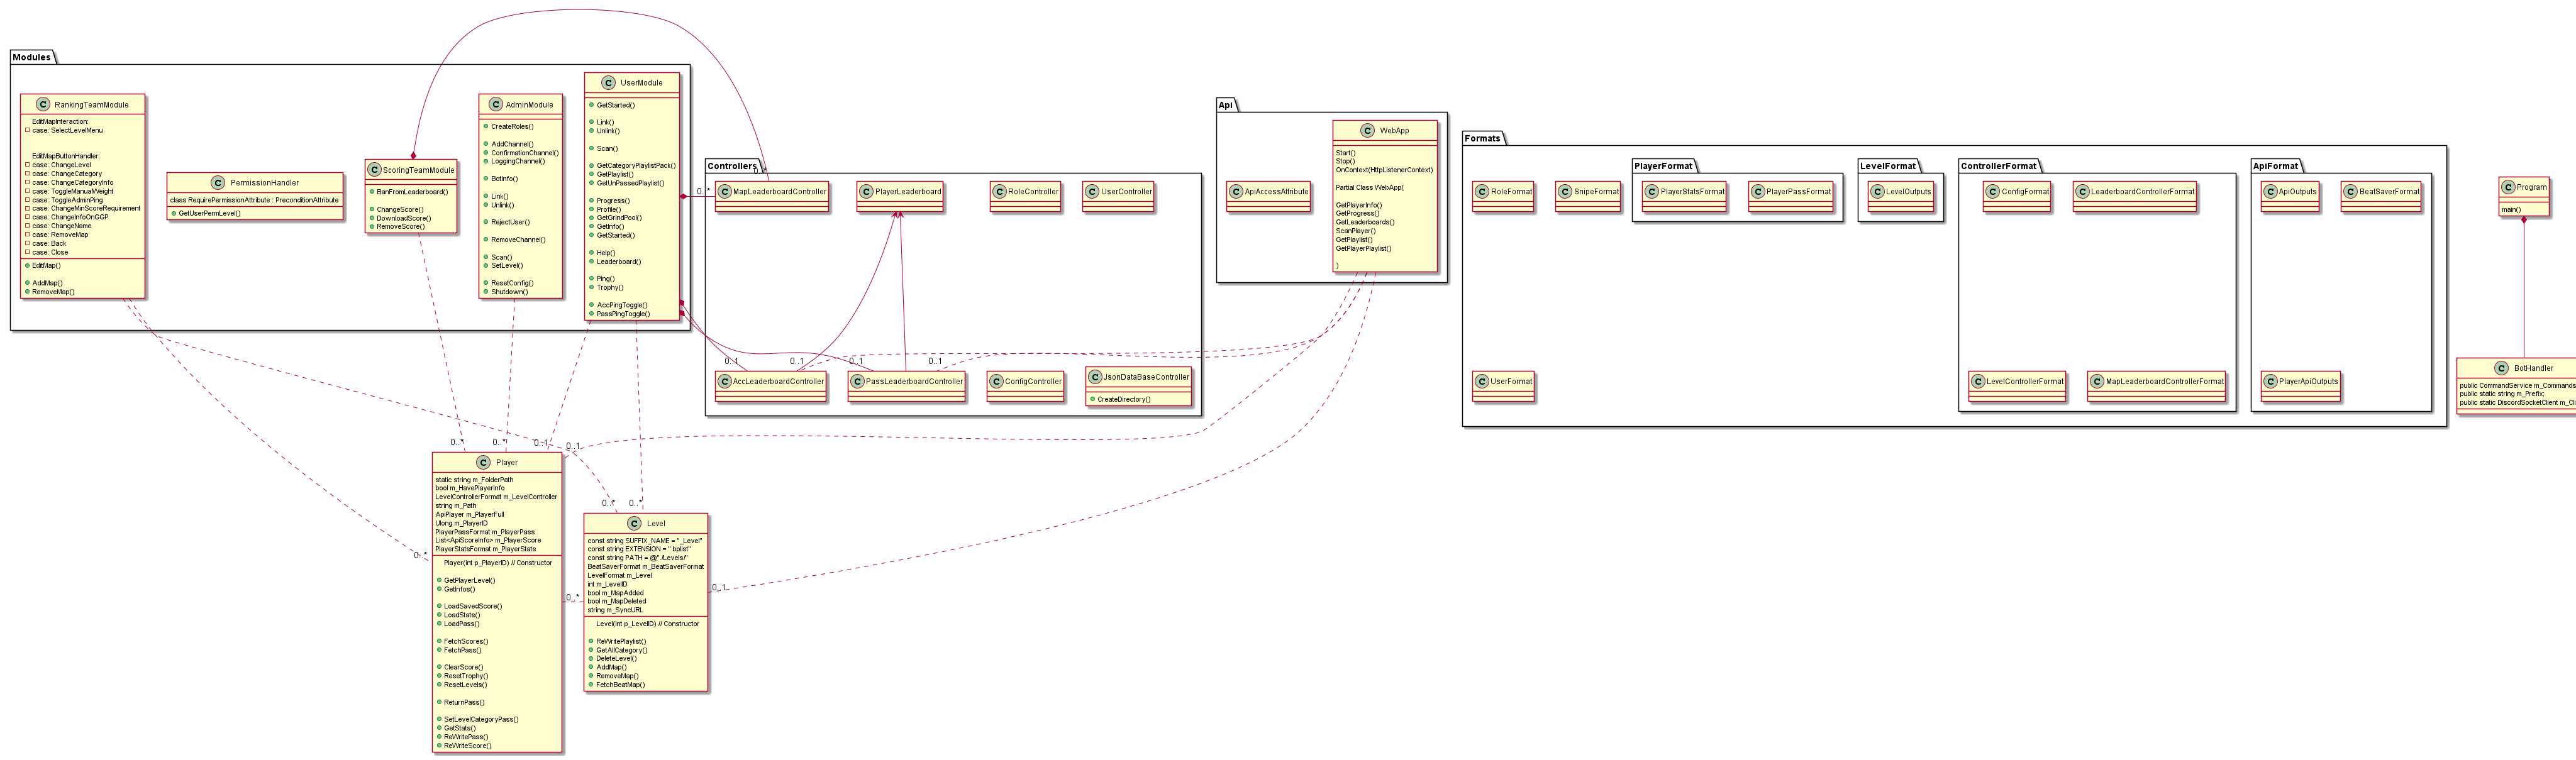 Modules
C RankingTeamModule
EditMapInteraction:
case: SelectLevelMenu
EditMapButtonHandler:
case: ChangeLevel
case: ChangeCategory
case: ChangeCategoryInfo
case: ToggleManualWeight
case: ToggleAdminPing
case: ChangeMinScoreRequirement
case: ChangeInfoOnGGP
case: ChangeName
case: RemoveMap
case: Back
case: Close
EditMap()
AddMap()
RemoveMap()
C PermissionHandler
class RequirePermissionAttribute : PreconditionAttribute
GetUserPermLevel()
C ScoringTeamModule
BanFromLeaderboard()
ChangeScore()
DownloadScore()
RemoveScore()
C AdminModule
CreateRoles()
AddChannel()
ConfirmationChannel()
LoggingChannel()
BotInfo()
Link()
Unlink()
RejectUser()
RemoveChannel()
Scan()
SetLevel()
ResetConfig()
Shutdown()
C UserModule
GetStarted()
Link()
Unlink()
Scan()
GetCategoryPlaylistPack()
GetPlaylist()
GetUnPassedPlaylist()
Progress()
Profile()
GetGrindPool()
GetInfo()
GetStarted()
Help()
Leaderboard()
Ping()
Trophy()
AccPingToggle()
PassPingToggle()
Controllers
0..*
0..*
C MapLeaderboardController
C PlayerLeaderboard
C RoleController
C UserController
0..1
0..1
0..1
0..1
C AccLeaderboardController
C PassLeaderboardController
C ConfigController
C JsonDataBaseController
CreateDirectory()
Api
C ApiAccessAttribute
C WebApp
Start()
Stop()
OnContext(HttpListenerContext)
Partial Class WebApp(
GetPlayerInfo()
GetProgress()
GetLeaderboards()
ScanPlayer()
GetPlaylist()
GetPlayerPlaylist()
)
Formats
C RoleFormat
C SnipeFormat
PlayerFormat
C PlayerStatsFormat
C PlayerPassFormat
LevelFormat
C LevelOutputs
ControllerFormat
C ConfigFormat
C LeaderboardControllerFormat
ApiFormat
C ApiOutputs
C BeatSaverFormat
C UserFormat
C LevelControllerFormat
C MapLeaderboardControllerFormat
C PlayerApiOutputs
C Program
main()
C BotHandler
public CommandService m_Commands
public static string m_Prefix;
public static DiscordSocketClient m_Cli
0..*
0..*
0..1
0..1
0..*
0..*
0..*
0..*
0..1
C Player
static string m_FolderPath
bool m_HavePlayerInfo
LevelControllerFormat m_LevelController
string m_Path
ApiPlayer m_PlayerFull
Ulong m_PlayerID
PlayerPassFormat m_PlayerPass
List<ApiScoreInfo> m_PlayerScore
PlayerStatsFormat m_PlayerStats
Player(int p_PlayerID) // Constructor
GetPlayerLevel()
GetInfos()
LoadSavedScore()
LoadStats()
LoadPass()
FetchScores()
FetchPass()
ClearScore()
ResetTrophy()
ResetLevels()
ReturnPass()
SetLevelCategoryPass()
GetStats()
ReWritePass()
ReWriteScore()
C Level
const string SUFFIX_NAME = "_Level"
const string EXTENSION = ".bplist"
const string PATH = @"./Levels/"
BeatSaverFormat m_BeatSaverFormat
LevelFormat m_Level
int m_LevelID
bool m_MapAdded
bool m_MapDeleted
string m_SyncURL
Level(int p_LevelID) // Constructor
ReWritePlaylist()
GetAllCategory()
DeleteLevel()
AddMap()
RemoveMap()
FetchBeatMap()